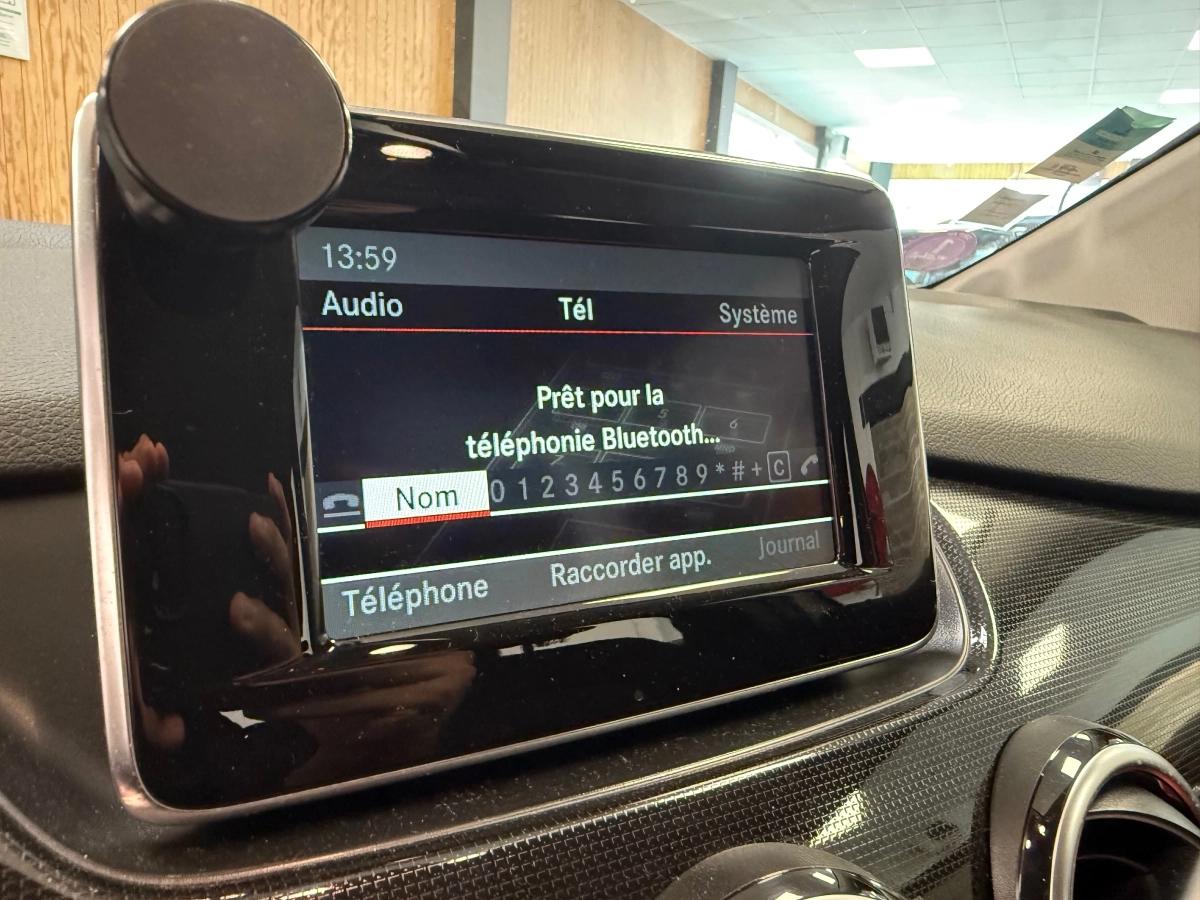 13:59
Audio Tél Système
Prêt pour la
téléphonie Bluetooth...
Nom 0 1 2 3 4 5 6 7 8 9 * # + C
Téléphone Raccorder app. Journal